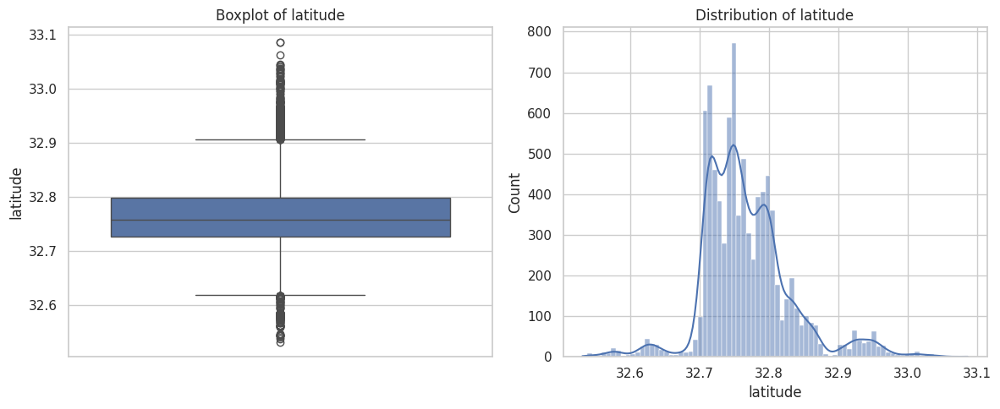 Boxplot of latitude
33.1
33.0
32.9
32.8
32.7
32.6
latitude
Distribution of latitude
800
700
600
500
400
300
200
100
0
Count
32.6 32.7 32.8 32.9 33.0 33.1
latitude